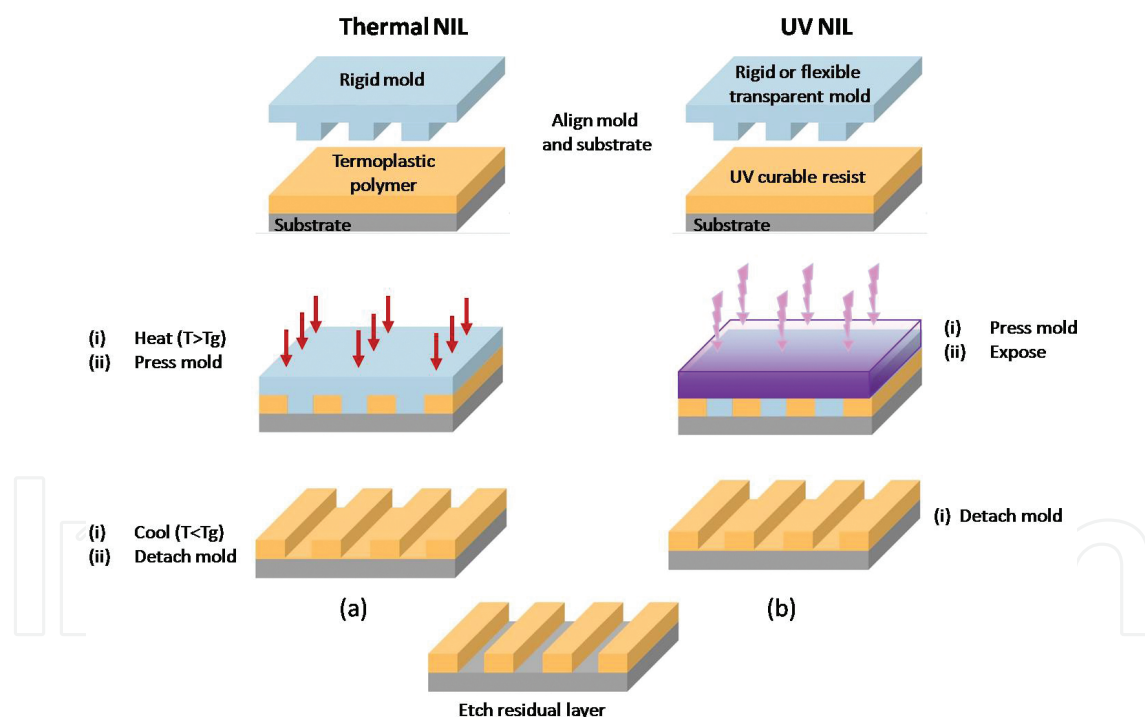 Thermal NIL
UV NIL
Rigid mold
Rigid or flexible
transparent mold
Align mold
and substrate
Termoplastic
polymer
UV curable resist
Substrate
Substrate
(i) Heat (T>Tg)
(ii) Press mold
(i) Press mold
(ii) Expose
(i) Cool (T<Tg)
(ii) Detach mold
(i) Detach mold
(a)
(b)
Etch residual layer